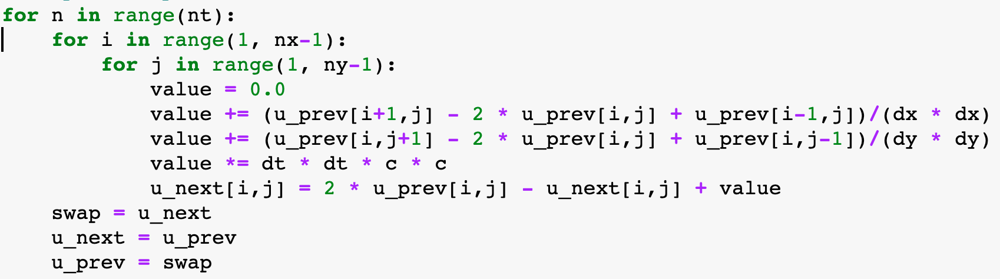 for n in range(nt):
    for i in range(1, nx-1):
        for j in range(1, ny-1):
            value = 0.0
            value += (u_prev[i+1,j] - 2 * u_prev[i,j] + u_prev[i-1,j])/(dx * dx)
            value += (u_prev[i,j+1] - 2 * u_prev[i,j] + u_prev[i,j-1])/(dy * dy)
            value *= dt * dt * c * c
            u_next[i,j] = 2 * u_prev[i,j] - u_next[i,j] + value
    swap = u_next
    u_next = u_prev
    u_prev = swap